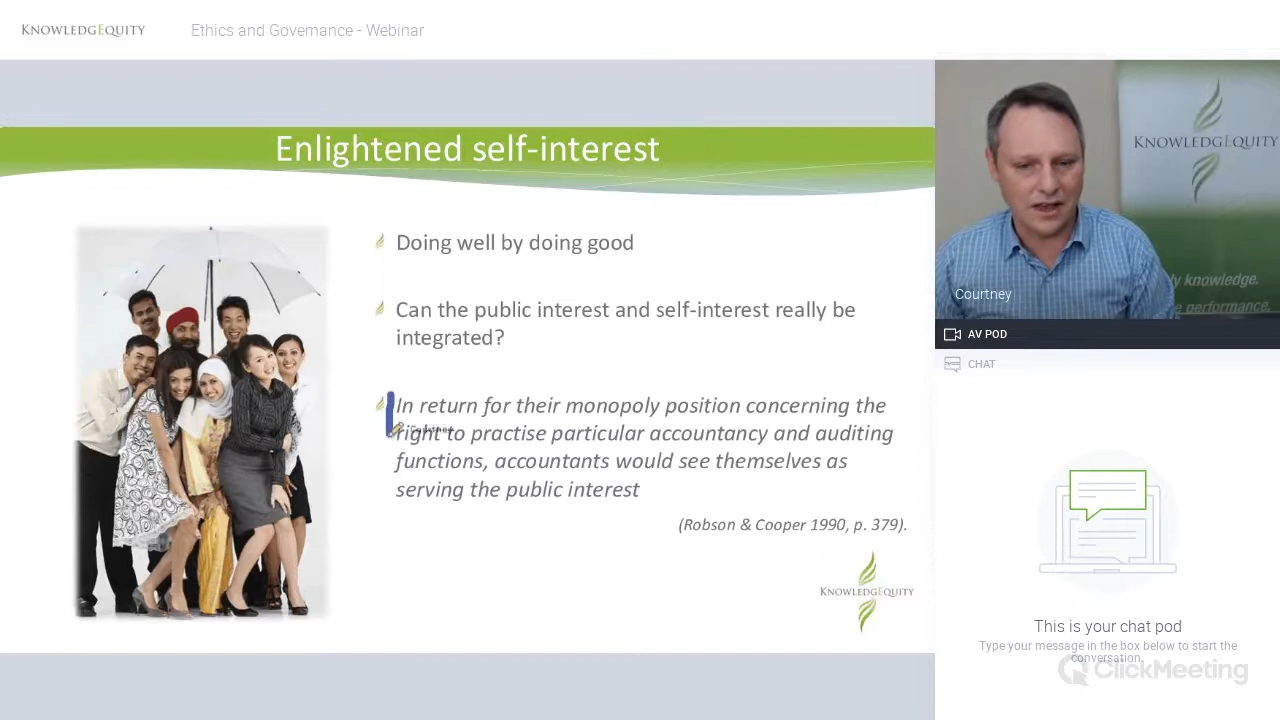 KNOWLEDGEQUITY
Ethics and Governance - Webinar
Enlightened self-interest
Doing well by doing good
Can the public interest and self-interest really be
integrated?
In return for their monopoly position concerning the
right to practise particular accountancy and auditing
functions, accountants would see themselves as
serving the public interest
(Robson & Cooper 1990, p. 379).
KNOWLEDGEQUITY
KNOWLEDGEQUITY
knowledge.
performance.
Courtney
AV POD
CHAT
This is your chat pod
Type your message in the box below to start the
conversation.
ClickMeeting